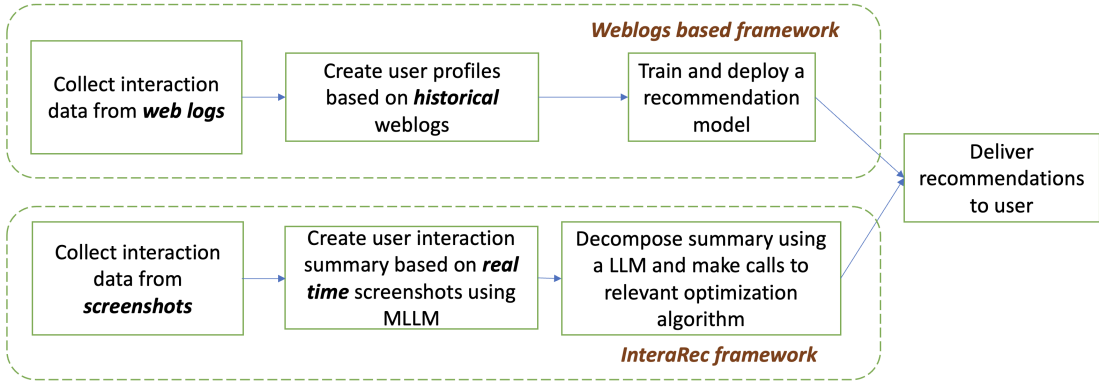 Weblogs based framework
Collect interaction
data from web logs
Create user profiles
based on historical
weblogs
Train and deploy a
recommendation
model
Deliver
recommendations
to user
Collect interaction
data from
screenshots
Create user interaction
summary based on real
time screenshots using
MLLM
Decompose summary using
a LLM and make calls to
relevant optimization
algorithm
InteraRec framework